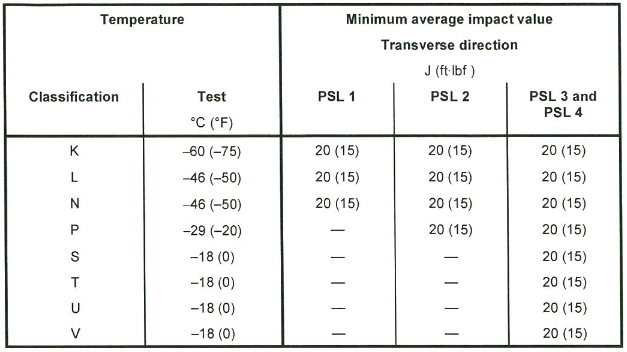 Temperature Minimum average impact value
Transverse direction
J (ft·lbf )
Classification Test PSL 1 PSL 2 PSL 3 and
PSL 4
°C (°F)
K –60 (–75) 20 (15) 20 (15) 20 (15)
L –46 (–50) 20 (15) 20 (15) 20 (15)
N –46 (–50) 20 (15) 20 (15) 20 (15)
P –29 (–20) — 20 (15) 20 (15)
S –18 (0) — — 20 (15)
T –18 (0) — — 20 (15)
U –18 (0) — — 20 (15)
V –18 (0) — — 20 (15)